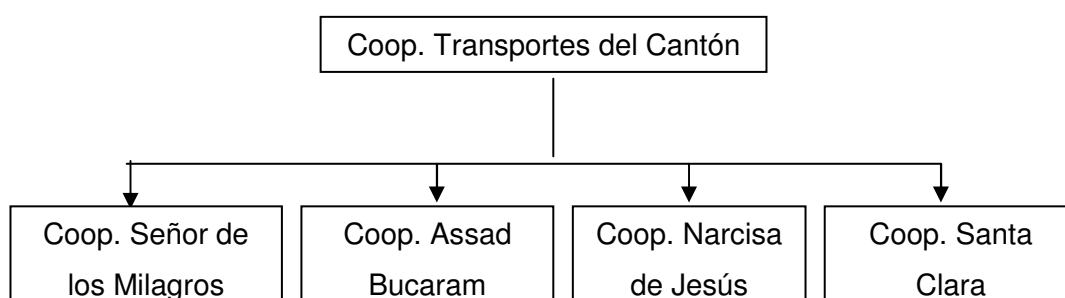 Coop. Transportes del Cantón
Coop. Señor de
los Milagros
Coop. Assad
Bucaram
Coop. Narcisa
de Jesús
Coop. Santa
Clara